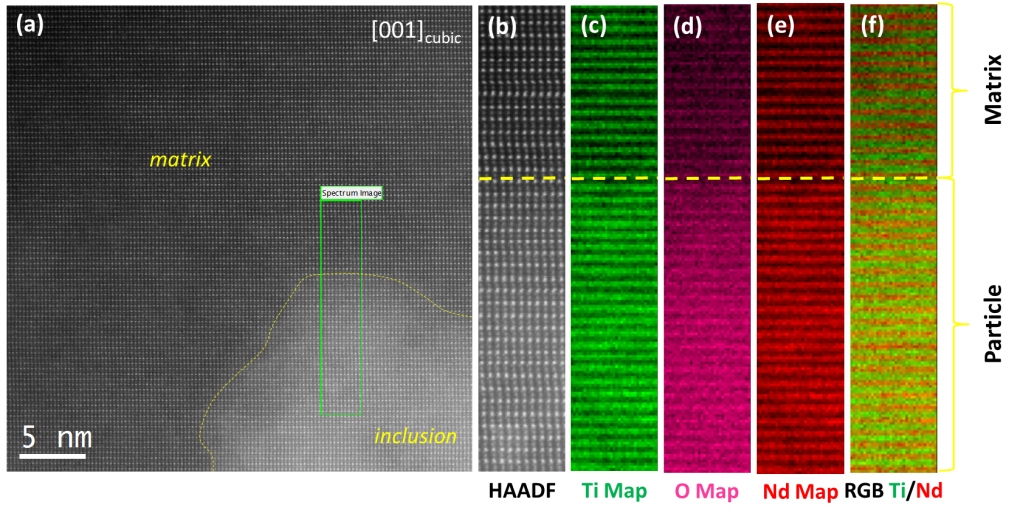 (a)
[001]cubic
matrix
Spectrum Image
5 nm
inclusion
(b)
(c)
(d)
(e)
(f)
HAADF
Ti Map
O Map
Nd Map
RGB Ti/Nd
Matrix
Particle